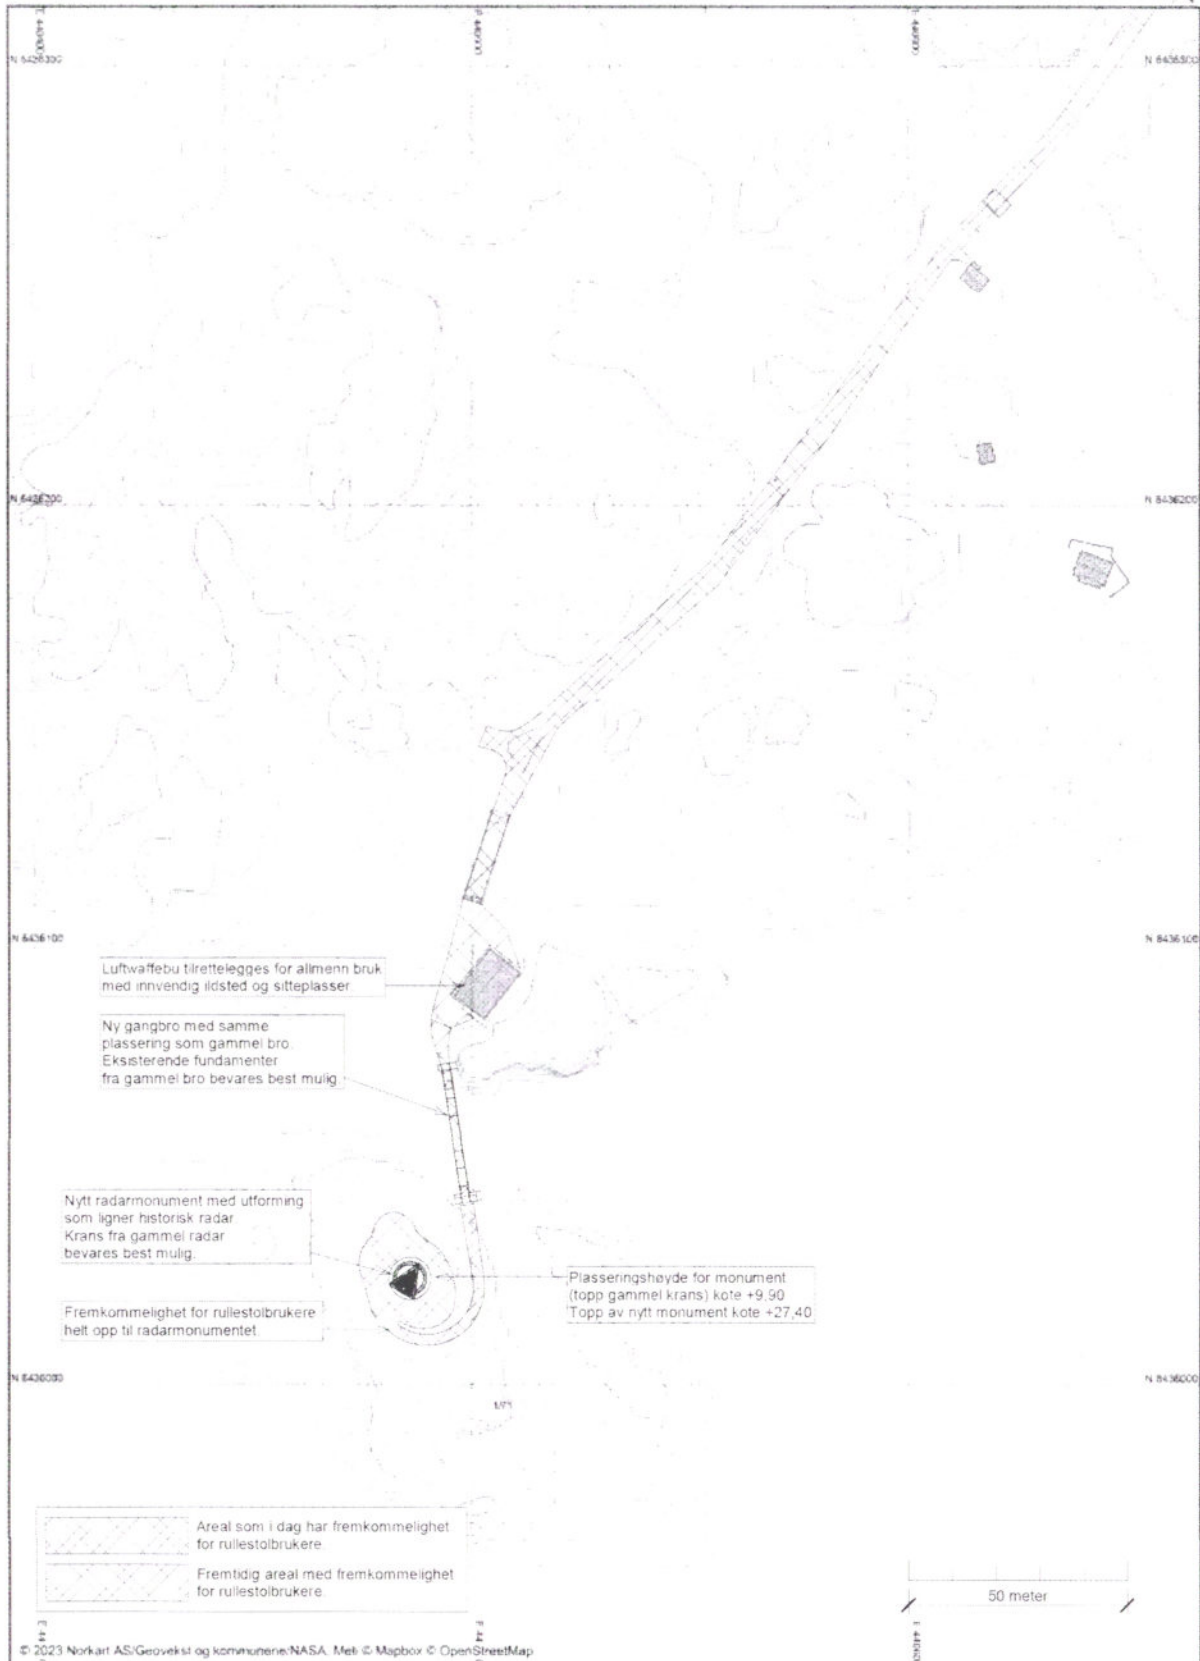 N 6436300
N 6436300
N 6436200
N 6436200
N 6436100
N 6436100
Luftwaffebu tilrettelegges for allmenn bruk
med innvendig ildsted og sitteplasser.
Ny gangbro med samme
plassering som gammel bro.
Eksisterende fundamenter
fra gammel bro bevares best mulig.
Nytt radarmonument med utforming
som ligner historisk radar.
Krans fra gammel radar
bevares best mulig.
Plasseringshøyde for monument
(topp gammel krans) kote +9,90
Topp av nytt monument kote +27,40
Fremkommelighet for rullestolbrukere
helt opp til radarmonumentet.
N 6436000
N 6436000
Areal som i dag har fremkommelighet
for rullestolbrukere.
Fremtidig areal med fremkommelighet
for rullestolbrukere.
50 meter
© 2023 Norkart AS/Geovekst og kommunene/NASA, Meti © Mapbox © OpenStreetMap